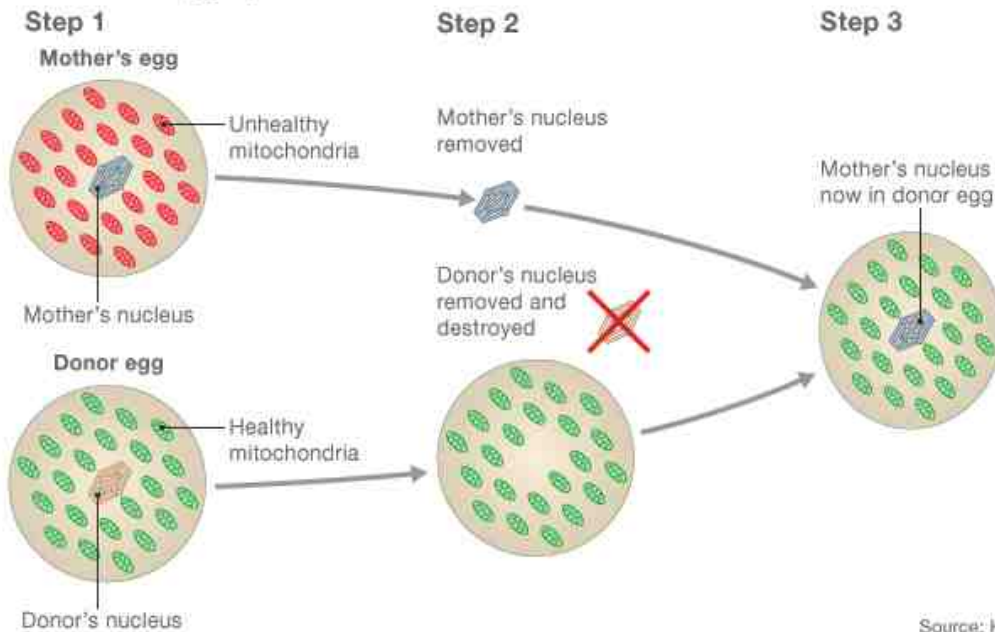 Step 1
Mother's egg
Unhealthy
mitochondria
Mother's nucleus
Donor egg
Healthy
mitochondria
Donor's nucleus
Step 2
Mother's nucleus
removed
Donor's nucleus
removed and
destroyed
Step 3
Mother's nucleus
now in donor egg
Source: